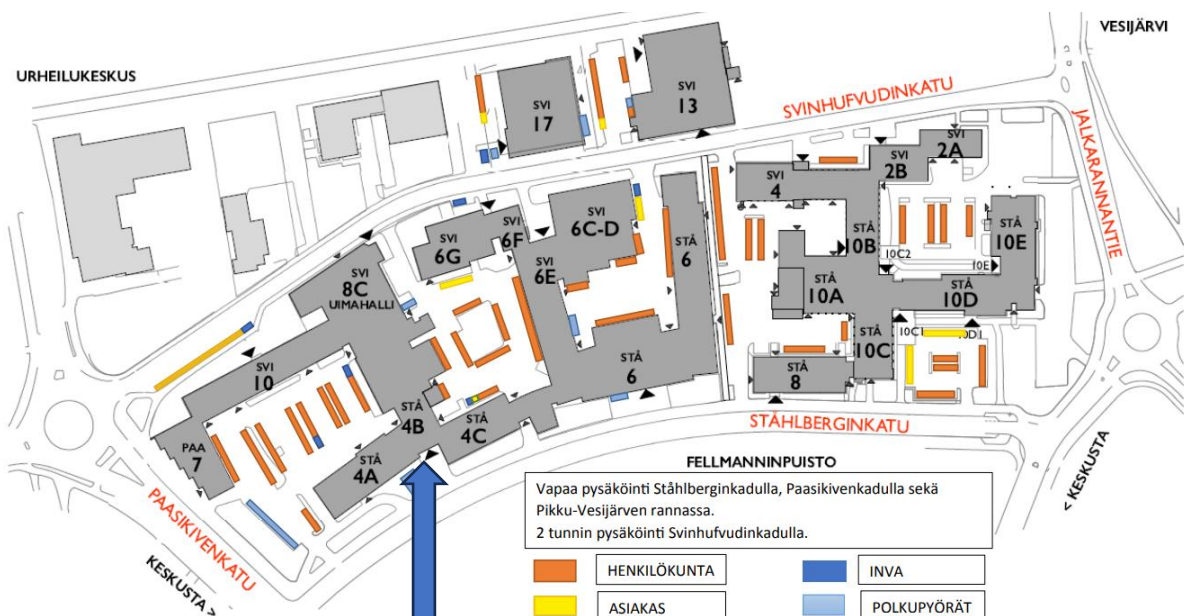 VESIJÄRVI
URHEILUKESKUS
SVI
17
SVI
13
SVINHUFVUDINKATU
JALKARANNANTIE
SVI
2A
SVI
2B
SVI
4
SVI
6C-D
SVI
6F
SVI
6G
SVI
6E
STÅ
6
STÅ
10B
STÅ
10E
10C2
10E
SVI
8C
UIMAHALLI
STÅ
10A
STÅ
10D
10C1
10D1
STÅ
10C
STÅ
6
STÅ
8
SVI
10
STÅ
4B
STÅ
4C
PAA
7
STÅ
4A
STÅHLBERGINKATU
FELLMANNINPUISTO
< KESKUSTA
PAASIKIVENKATU
KESKUSTA >
Vapaa pysäköinti Ståhlberginkadulla, Paasikivenkadulla sekä
Pikku-Vesijärven rannassa.
2 tunnin pysäköinti Svinhufvudinkadulla.
HENKILÖKUNTA
INVA
ASIAKAS
POLKUPYÖRÄT